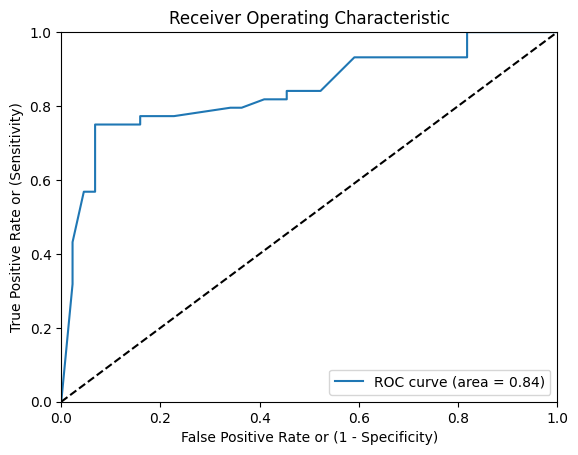 Receiver Operating Characteristic
1.0
0.8
0.6
0.4
0.2
0.0
True Positive Rate or (Sensitivity)
ROC curve (area = 0.84)
0.0 0.2 0.4 0.6 0.8 1.0
False Positive Rate or (1 - Specificity)